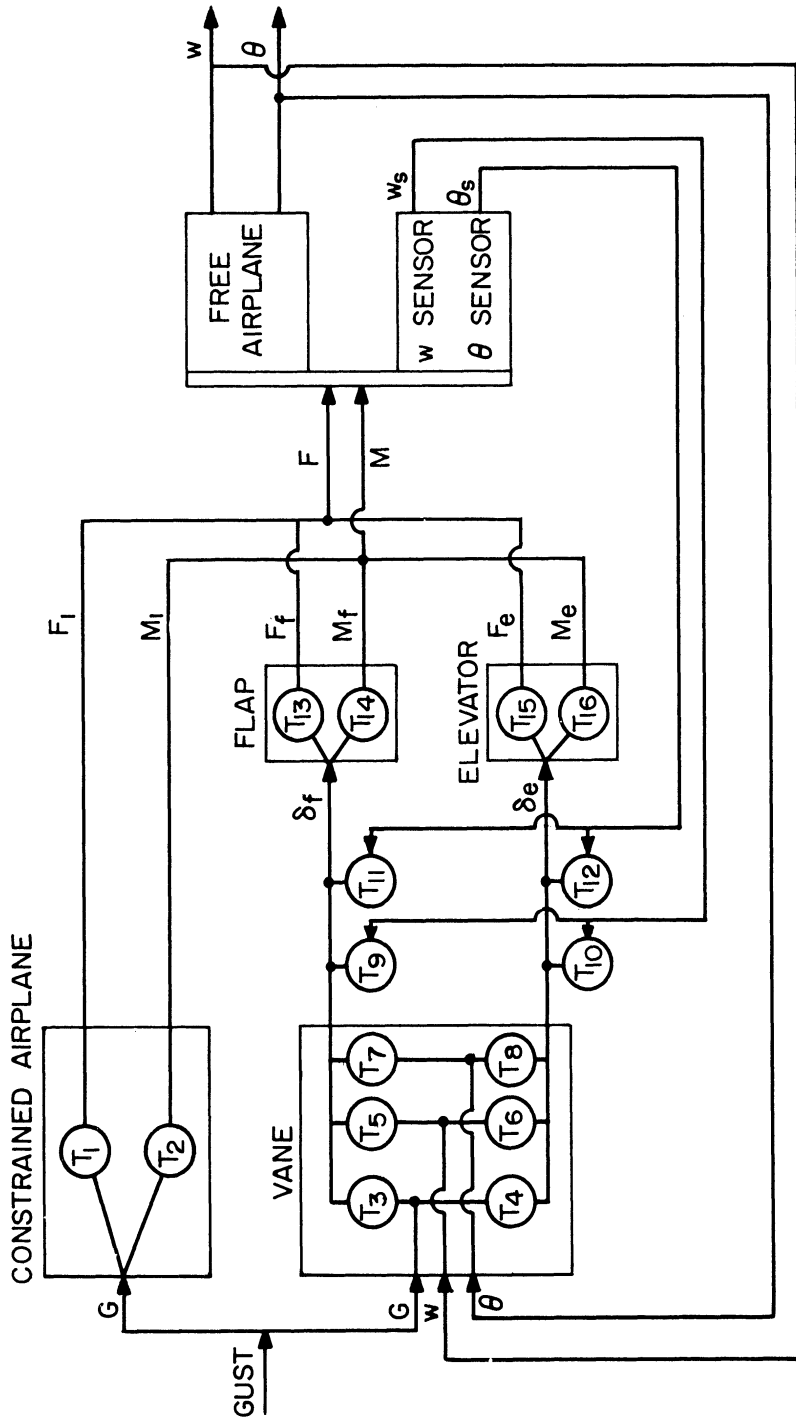 CONSTRAINED AIRPLANE
T1
T2
F1
M1
GUST
G
G
w
θ
VANE
T3
T5
T7
T4
T6
T8
T9
T11
T10
T12
δf
δe
FLAP
T13
T14
Ff
Mf
ELEVATOR
T15
T16
Fe
Me
F
M
FREE
AIRPLANE
w SENSOR
θ SENSOR
ws
θs
w
θ